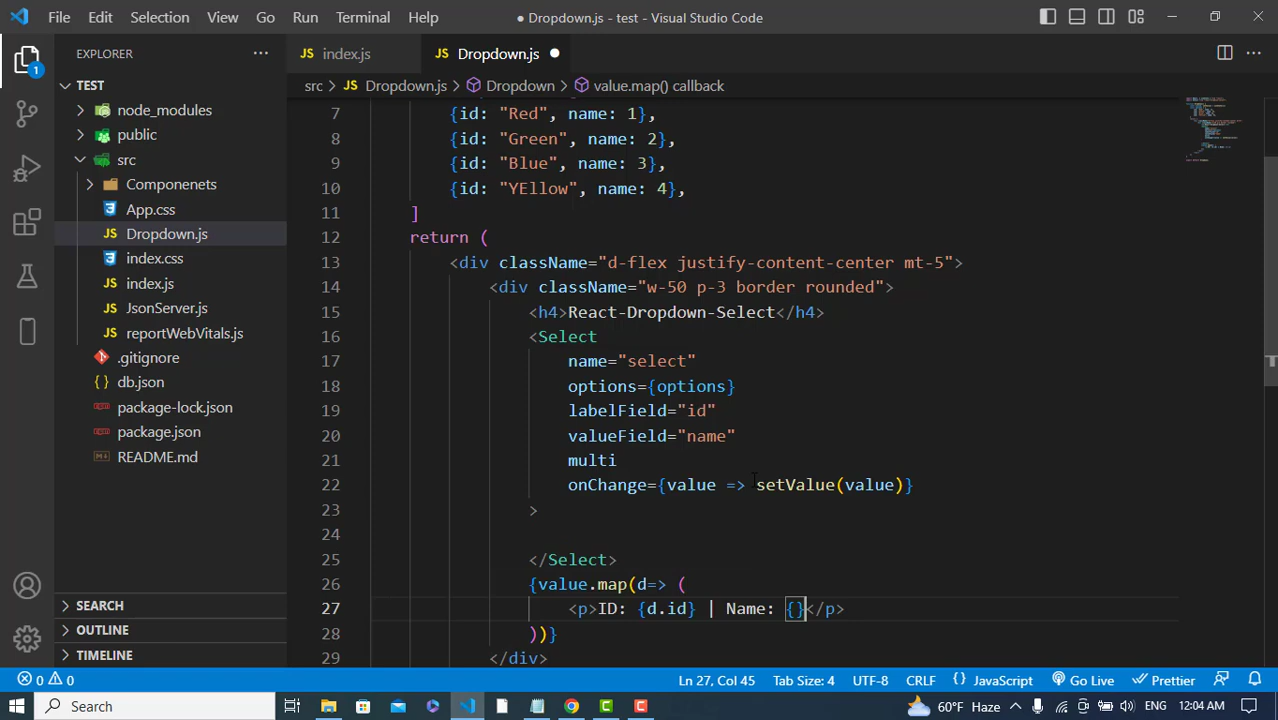 File Edit Selection View Go Run Terminal Help
● Dropdown.js - test - Visual Studio Code
EXPLORER
TEST
node_modules
public
src
Componenets
App.css
Dropdown.js
index.css
index.js
JsonServer.js
reportWebVitals.js
.gitignore
db.json
package-lock.json
package.json
README.md
SEARCH
OUTLINE
TIMELINE
1
JS index.js
JS Dropdown.js ●
src > JS Dropdown.js > Dropdown > value.map() callback
7 {id: "Red", name: 1},
8 {id: "Green", name: 2},
9 {id: "Blue", name: 3},
10 {id: "YEllow", name: 4},
11 ]
12 return (
13 <div className="d-flex justify-content-center mt-5">
14 <div className="w-50 p-3 border rounded">
15 <h4>React-Dropdown-Select</h4>
16 <Select
17 name="select"
18 options={options}
19 labelField="id"
20 valueField="name"
21 multi
22 onChange={value => setValue(value)}
23 >
24
25 </Select>
26 {value.map(d=> (
27 <p>ID: {d.id} | Name: {}</p>
28 ))}
29 </div>
0 0
Ln 27, Col 45 Tab Size: 4 UTF-8 CRLF {} JavaScript Go Live Prettier
Search
60°F Haze
ENG 12:04 AM